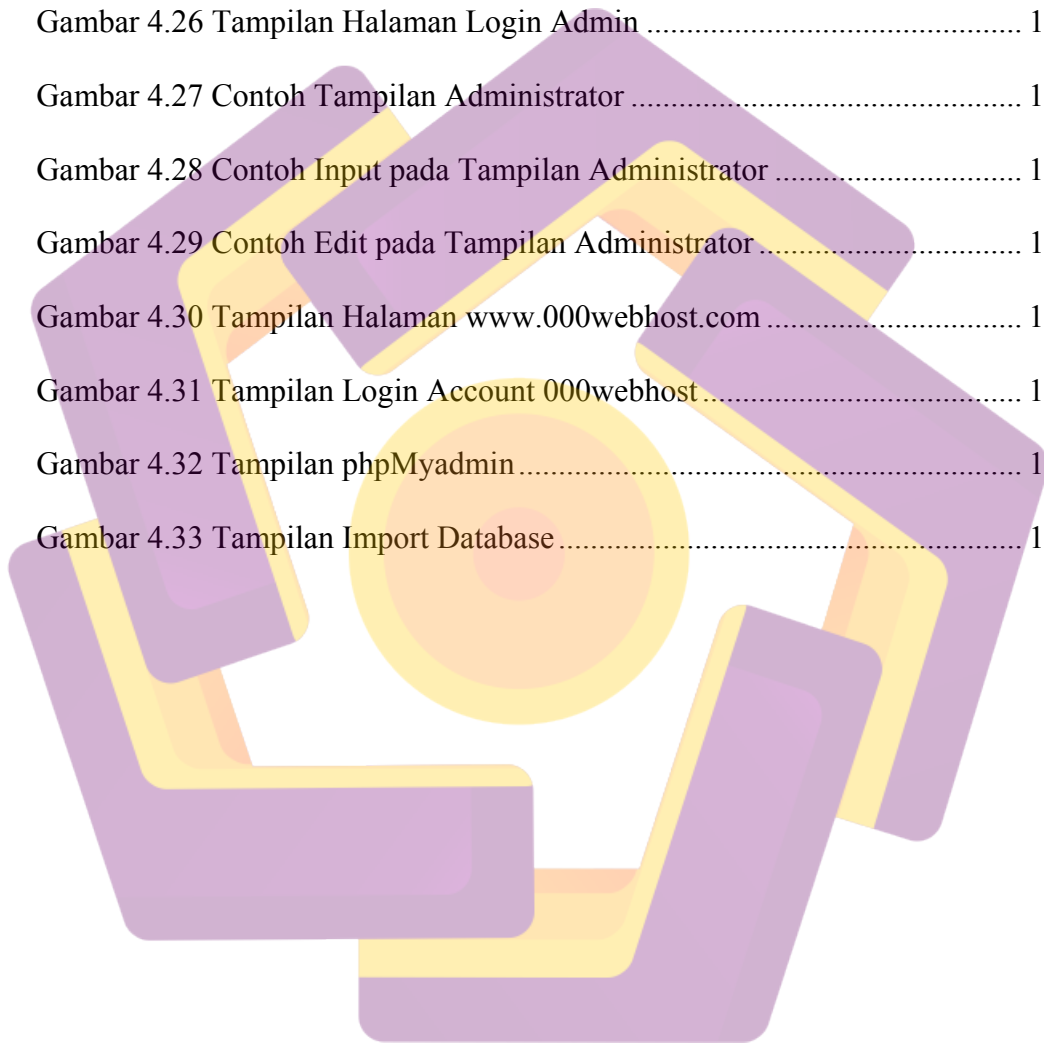 Gambar 4.26 Tampilan Halaman Login Admin ............................................... 1
Gambar 4.27 Contoh Tampilan Administrator ................................................. 1
Gambar 4.28 Contoh Input pada Tampilan Administrator ............................... 1
Gambar 4.29 Contoh Edit pada Tampilan Administrator ................................. 1
Gambar 4.30 Tampilan Halaman www.000webhost.com ................................ 1
Gambar 4.31 Tampilan Login Account 000webhost ........................................ 1
Gambar 4.32 Tampilan phpMyadmin ............................................................... 1
Gambar 4.33 Tampilan Import Database .......................................................... 1